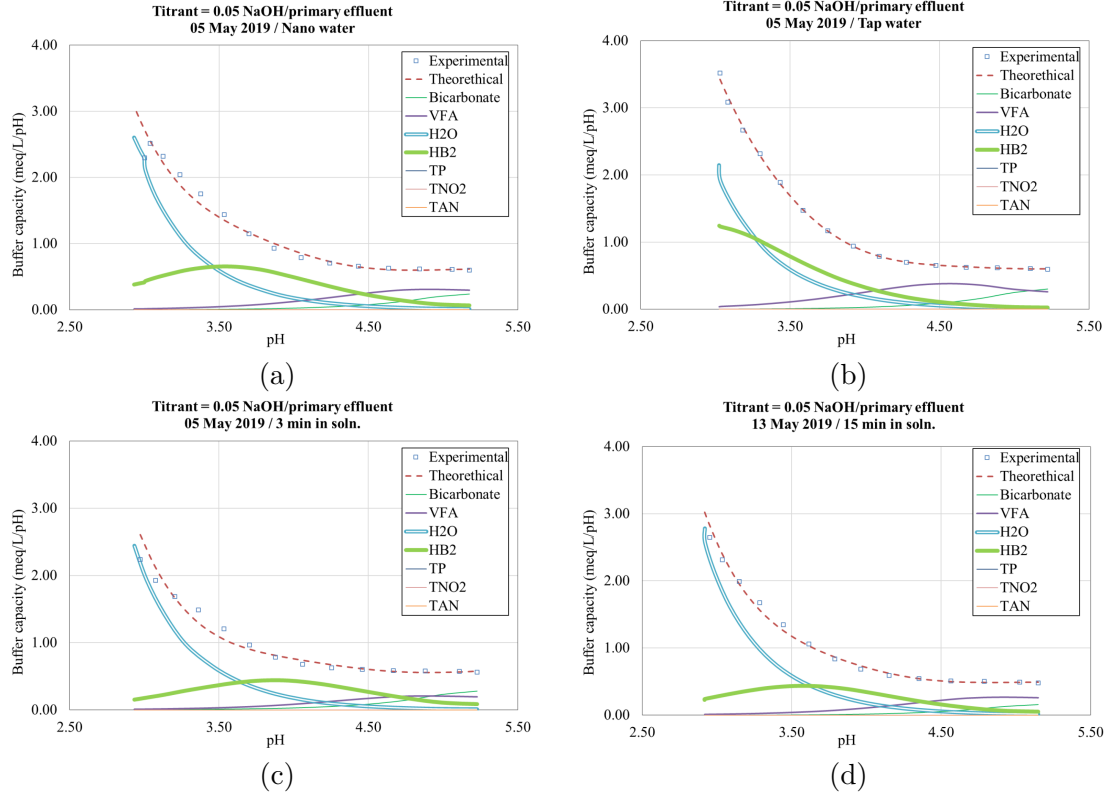 Titrant = 0.05 NaOH/primary effluent
05 May 2019 / Nano water
4.00
3.00
2.00
1.00
0.00
Buffer capacity (meq/L/pH)
2.50 3.50 4.50 5.50
pH
Experimental
Theorethical
Bicarbonate
VFA
H2O
HB2
TP
TNO2
TAN
(a)
Titrant = 0.05 NaOH/primary effluent
05 May 2019 / Tap water
4.00
3.00
2.00
1.00
0.00
Buffer capacity (meq/L/pH)
2.50 3.50 4.50 5.50
pH
Experimental
Theorethical
Bicarbonate
VFA
H2O
HB2
TP
TNO2
TAN
(b)
Titrant = 0.05 NaOH/primary effluent
05 May 2019 / 3 min in soln.
4.00
3.00
2.00
1.00
0.00
Buffer capacity (meq/L/pH)
2.50 3.50 4.50 5.50
pH
Experimental
Theorethical
Bicarbonate
VFA
H2O
HB2
TP
TNO2
TAN
(c)
Titrant = 0.05 NaOH/primary effluent
13 May 2019 / 15 min in soln.
4.00
3.00
2.00
1.00
0.00
Buffer capacity (meq/L/pH)
2.50 3.50 4.50 5.50
pH
Experimental
Theorethical
Bicarbonate
VFA
H2O
HB2
TP
TNO2
TAN
(d)